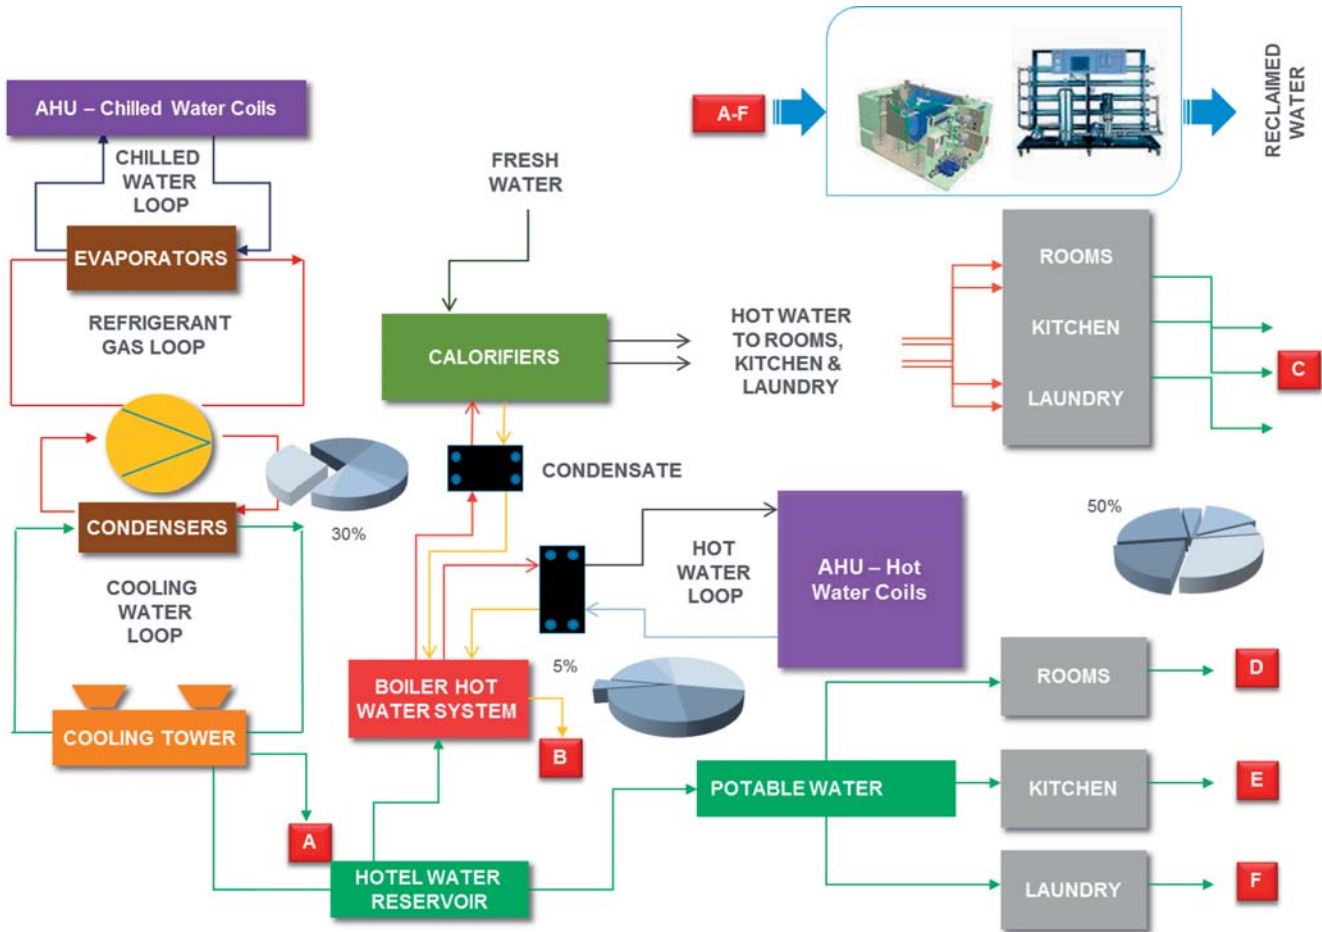 AHU – Chilled Water Coils
CHILLED
WATER
LOOP
EVAPORATORS
REFRIGERANT
GAS LOOP
CONDENSERS
30%
COOLING
WATER
LOOP
COOLING TOWER
A
FRESH
WATER
CALORIFIERS
CONDENSATE
HOT
WATER
LOOP
5%
BOILER HOT
WATER SYSTEM
B
HOTEL WATER
RESERVOIR
A-F
RECLAIMED
WATER
HOT WATER
TO ROOMS,
KITCHEN &
LAUNDRY
ROOMS
KITCHEN
LAUNDRY
C
AHU – Hot
Water Coils
50%
POTABLE WATER
ROOMS
D
KITCHEN
E
LAUNDRY
F